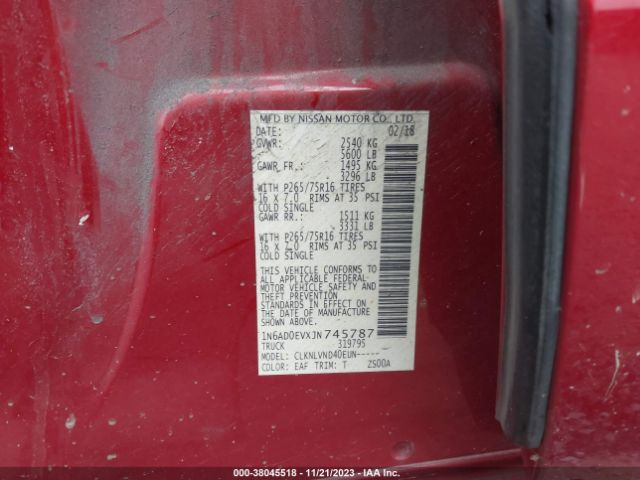 MFD BY NISSAN MOTOR CO., LTD.
DATE: 02/18
GVWR: 2540 KG
5600 LB
GAWR FR.: 1495 KG
3296 LB
WITH P265/75R16 TIRES
16 X 7.0 RIMS AT 35 PSI
COLD SINGLE
GAWR RR.: 1511 KG
3331 LB
WITH P265/75R16 TIRES
16 X 7.0 RIMS AT 35 PSI
COLD SINGLE
THIS VEHICLE CONFORMS TO
ALL APPLICABLE FEDERAL
MOTOR VEHICLE SAFETY AND
THEFT PREVENTION
STANDARDS IN EFFECT ON
THE DATE OF MANUFACTURE
SHOWN ABOVE.
1N6AD0EVXJN745787
TRUCK 319795
MODEL: CLKNLVND40EUN-----
COLOR: EAF TRIM: T ZS00A
000-38045518 - 11/21/2023 - IAA Inc.